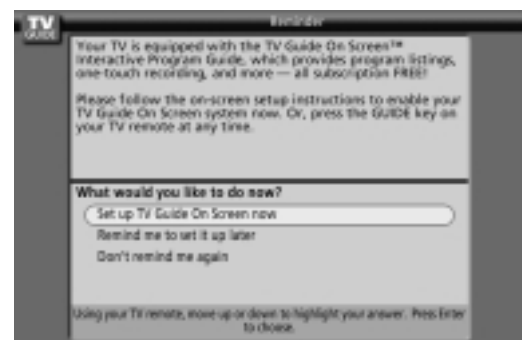 TV
GUIDE
Reminder
Your TV is equipped with the TV Guide On Screen™
Interactive Program Guide, which provides program listings,
one-touch recording, and more — all subscription FREE!
Please follow the on-screen setup instructions to enable your
TV Guide On Screen system now. Or, press the GUIDE key on
your TV remote at any time.
What would you like to do now?
Set up TV Guide On Screen now
Remind me to set it up later
Don't remind me again
Using your TV remote, move up or down to highlight your answer. Press Enter
to choose.